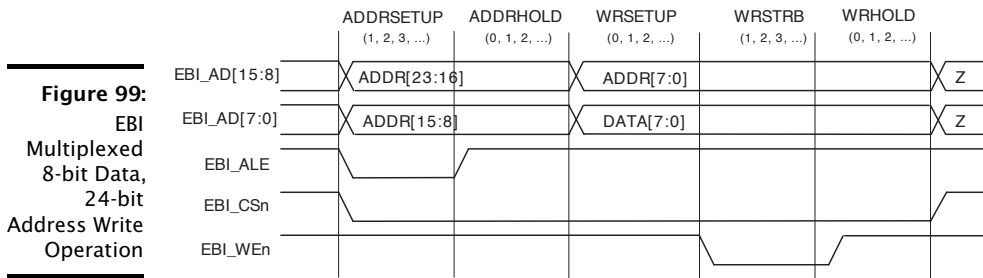 ADDRSETUP ADDRHOLD WRSETUP WRSTRB WRHOLD
(1, 2, 3, ...) (0, 1, 2, ...) (0, 1, 2, ...) (1, 2, 3, ...) (0, 1, 2, ...)
EBI_AD[15:8] ADDR[23:16] ADDR[7:0] Z
EBI_AD[7:0] ADDR[15:8] DATA[7:0] Z
EBI_ALE
EBI_CSn
EBI_WEn
Figure 99:
EBI
Multiplexed
8-bit Data,
24-bit
Address Write
Operation